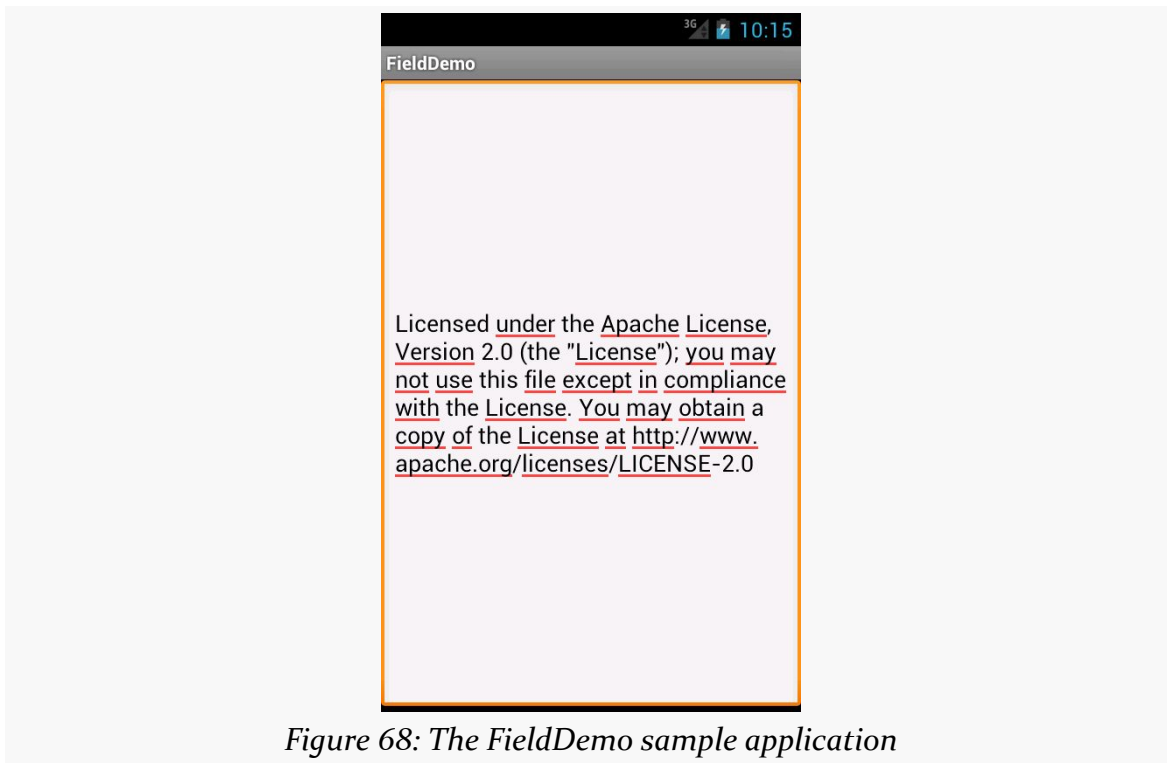 3G 10:15
FieldDemo
Licensed under the Apache License,
Version 2.0 (the "License"); you may
not use this file except in compliance
with the License. You may obtain a
copy of the License at http://www.
apache.org/licenses/LICENSE-2.0
Figure 68: The FieldDemo sample application